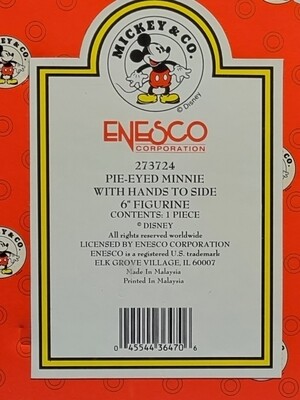 MICKEY & CO.
© Disney
ENESCO
CORPORATION
273724
PIE-EYED MINNIE
WITH HANDS TO SIDE
6" FIGURINE
CONTENTS: 1 PIECE
© DISNEY
All rights reserved worldwide
LICENSED BY ENESCO CORPORATION
ENESCO is a registered U.S. trademark
ELK GROVE VILLAGE, IL 60007
Made In Malaysia
Printed In Malaysia
0 45544 36470 6